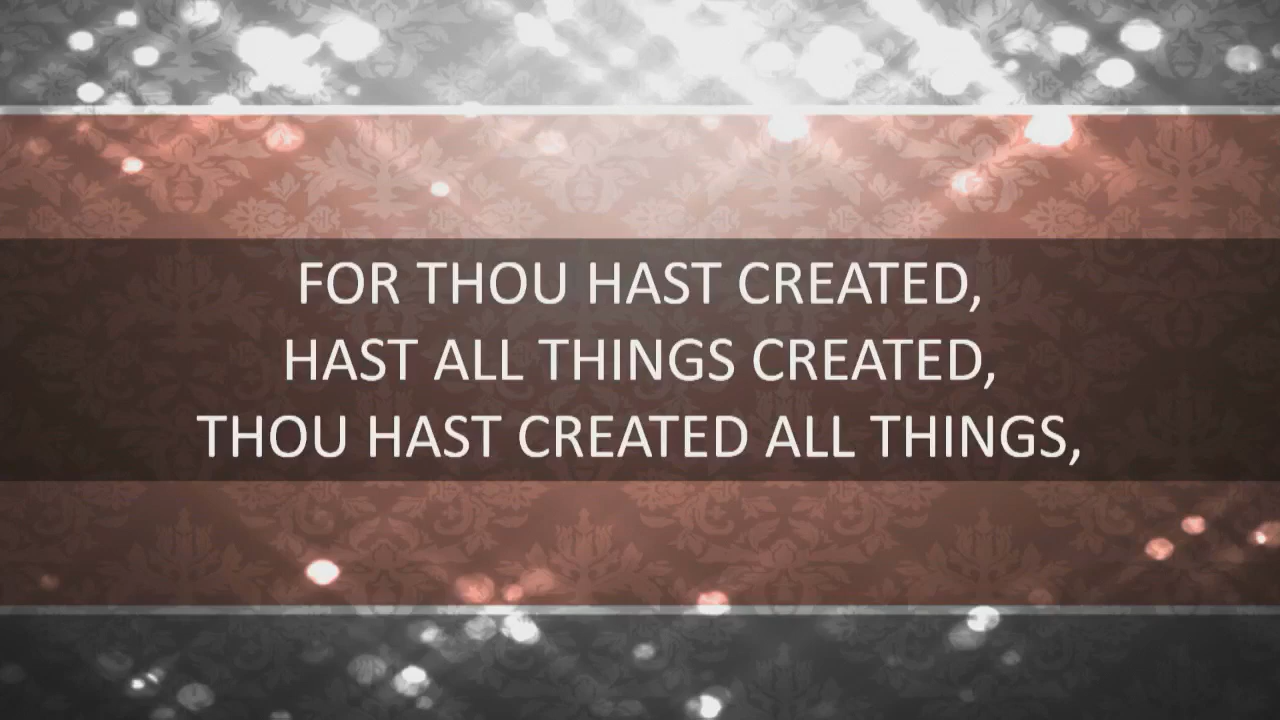 FOR THOU HAST CREATED,
HAST ALL THINGS CREATED,
THOU HAST CREATED ALL THINGS,